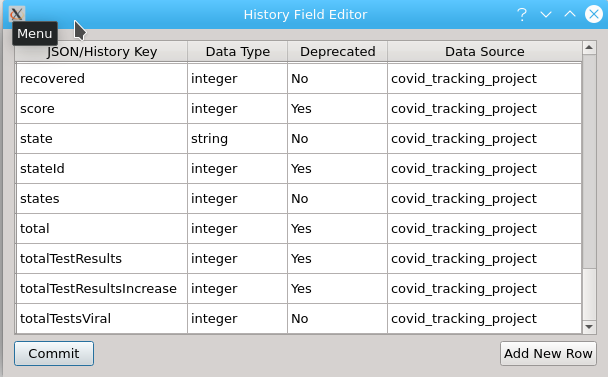 History Field Editor
Menu
JSON/History Key Data Type Deprecated Data Source
recovered integer No covid_tracking_project
score integer Yes covid_tracking_project
state string No covid_tracking_project
stateId integer Yes covid_tracking_project
states integer No covid_tracking_project
total integer Yes covid_tracking_project
totalTestResults integer Yes covid_tracking_project
totalTestResultsIncrease integer Yes covid_tracking_project
totalTestsViral integer No covid_tracking_project
Commit Add New Row